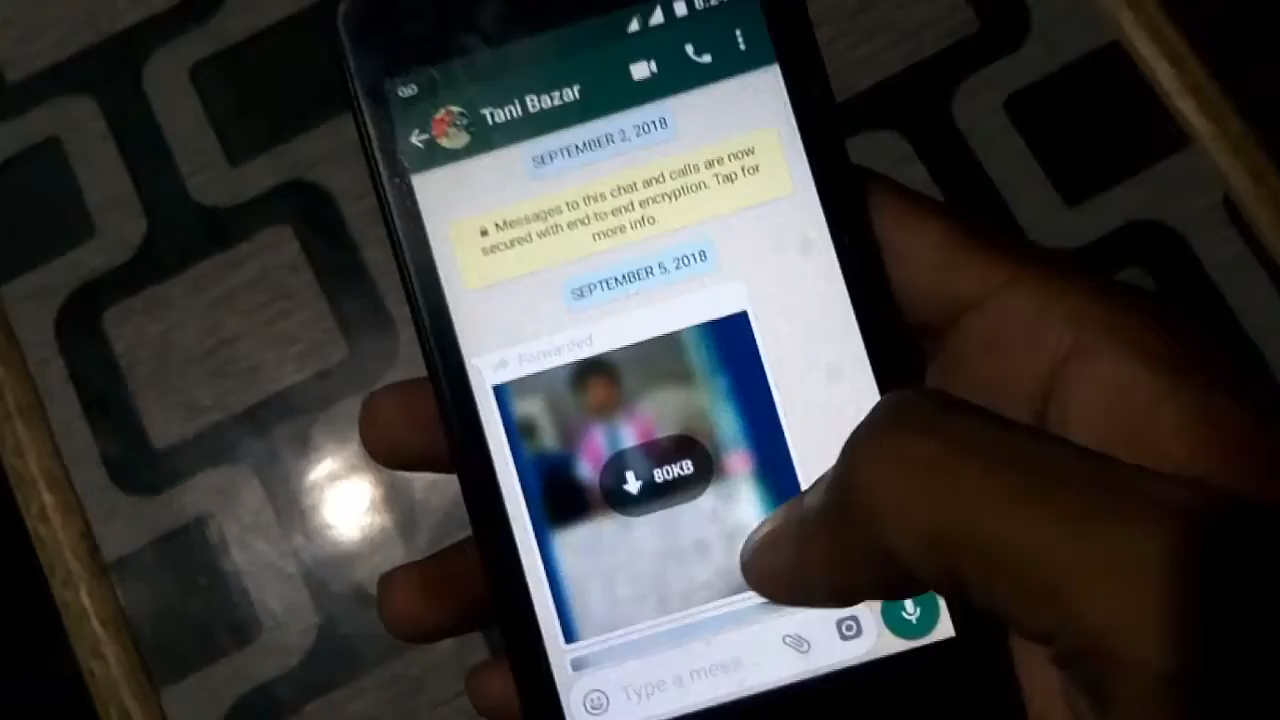 Tani Bazar
SEPTEMBER 2, 2018
Messages to this chat and calls are now
secured with end-to-end encryption. Tap for
more info.
SEPTEMBER 5, 2018
Forwarded
80KB
Type a mess